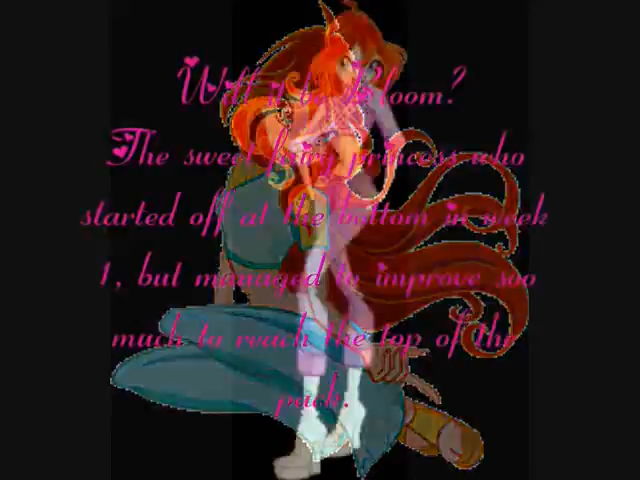 Will it be Bloom?
The sweet fairy princess who
started off at the bottom in week
1, but managed to improve soo
much to reach the top of the
pack.